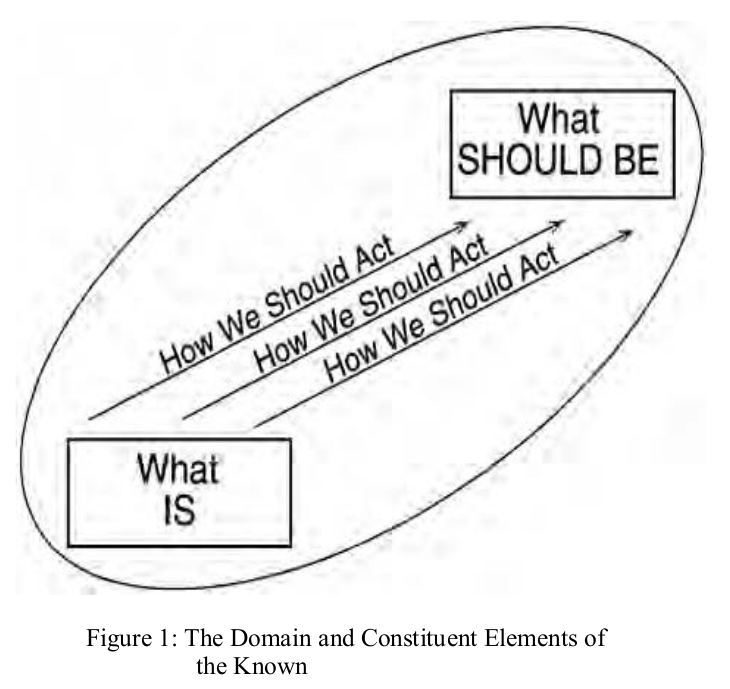 What
SHOULD BE
How We Should Act
How We Should Act
How We Should Act
What
IS
Figure 1: The Domain and Constituent Elements of
the Known